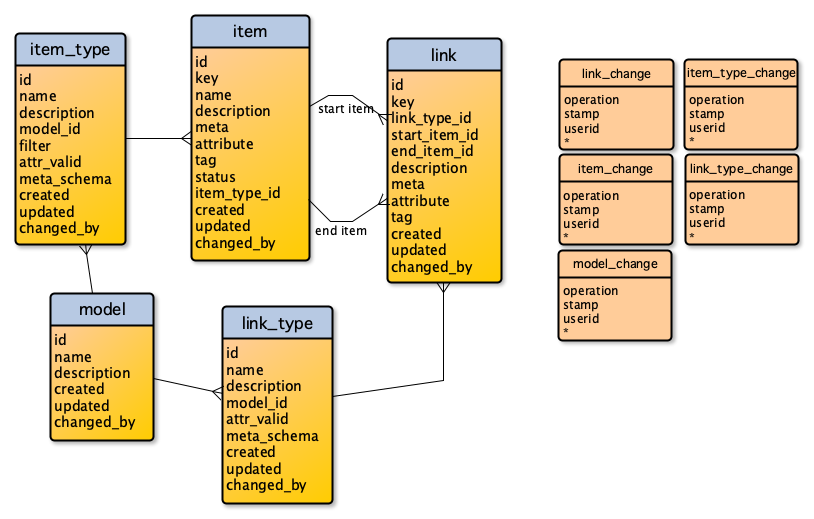 item_type
id
name
description
model_id
filter
attr_valid
meta_schema
created
updated
changed_by
item
id
key
name
description
meta
attribute
tag
status
item_type_id
created
updated
changed_by
start item
end item
link
id
key
link_type_id
start_item_id
end_item_id
description
meta
attribute
tag
created
updated
changed_by
model
id
name
description
created
updated
changed_by
link_type
id
name
description
model_id
attr_valid
meta_schema
created
updated
changed_by
link_change
operation
stamp
userid
*
item_type_change
operation
stamp
userid
*
item_change
operation
stamp
userid
*
link_type_change
operation
stamp
userid
*
model_change
operation
stamp
userid
*